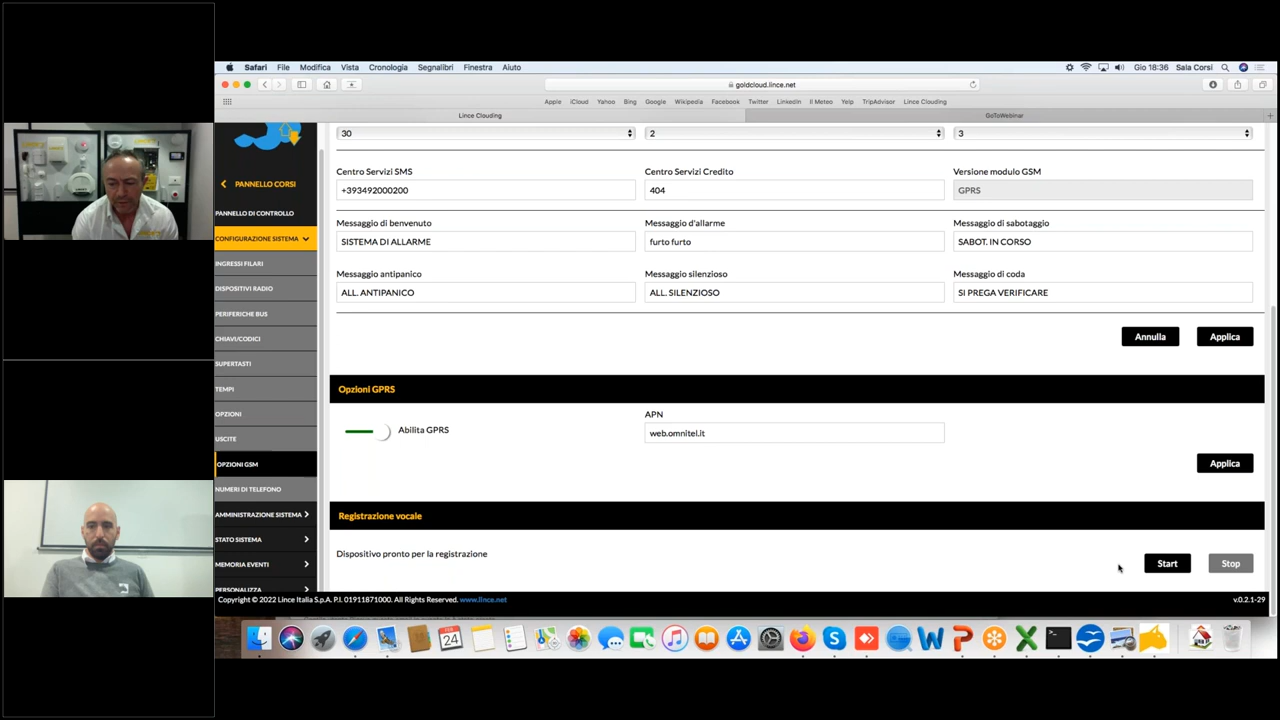 Safari File Modifica Vista Cronologia Segnalibri Finestra Aiuto Gio 18:36 Sala Corsi
goldcloud.lince.net
Apple iCloud Yahoo Bing Google Wikipedia Facebook Twitter LinkedIn Il Meteo Yelp TripAdvisor Lince Clouding
Lince Clouding GoToWebinar
30 2 3
PANNELLO CORSI
PANNELLO DI CONTROLLO
CONFIGURAZIONE SISTEMA
INGRESSI FILARI
DISPOSITIVI RADIO
PERIFERICHE BUS
CHIAVI/CODICI
SUPERTASTI
TEMPI
OPZIONI
USCITE
OPZIONI GSM
NUMERI DI TELEFONO
AMMINISTRAZIONE SISTEMA
STATO SISTEMA
MEMORIA EVENTI
PERSONALIZZA
Centro Servizi SMS Centro Servizi Credito Versione modulo GSM
+393492000200 404 GPRS
Messaggio di benvenuto Messaggio d'allarme Messaggio di sabotaggio
SISTEMA DI ALLARME furto furto SABOT. IN CORSO
Messaggio antipanico Messaggio silenzioso Messaggio di coda
ALL. ANTIPANICO ALL. SILENZIOSO SI PREGA VERIFICARE
Annulla Applica
Opzioni GPRS
Abilita GPRS
APN
web.omnitel.it
Applica
Registrazione vocale
Dispositivo pronto per la registrazione
Start Stop
Copyright © 2022 Lince Italia S.p.A. P.I. 01911871000. All Rights Reserved. www.lince.net v.0.2.1-29
FEB
24